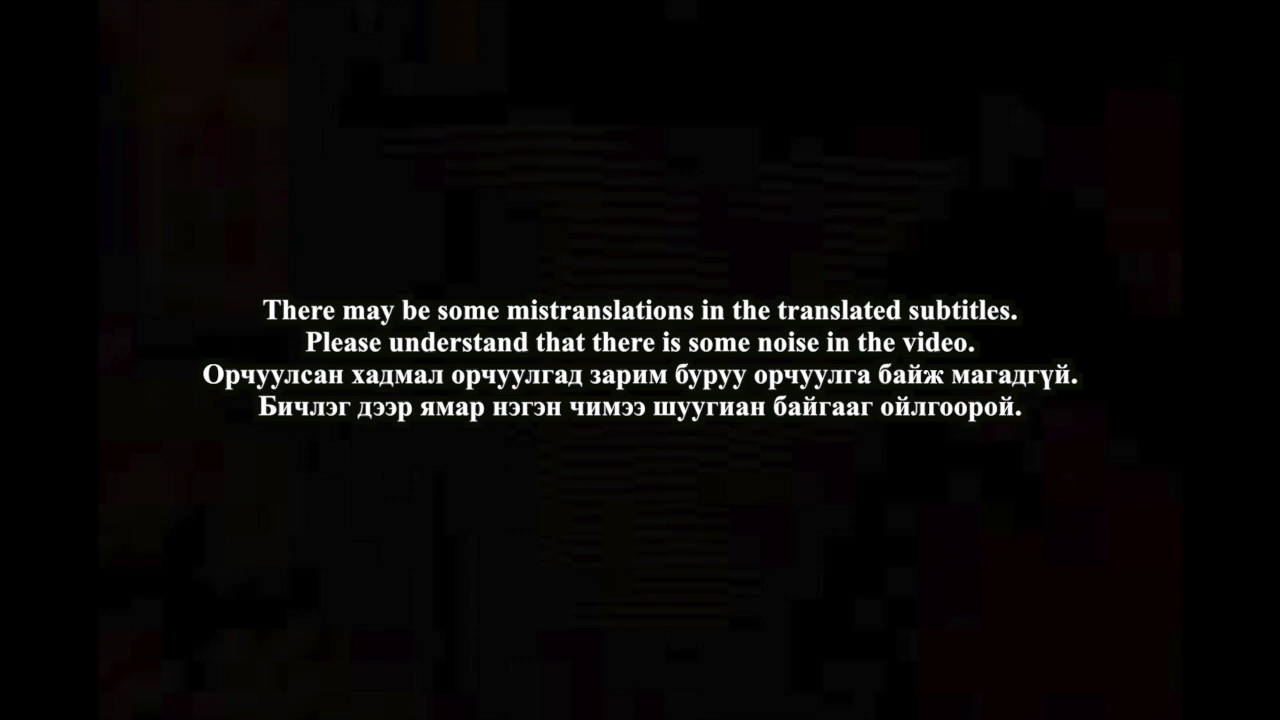 There may be some mistranslations in the translated subtitles.
Please understand that there is some noise in the video.
Орчуулсан хадмал орчуулгад зарим буруу орчуулга байж магадгүй.
Бичлэг дээр ямар нэгэн чимээ шуугиан байгааг ойлгоорой.